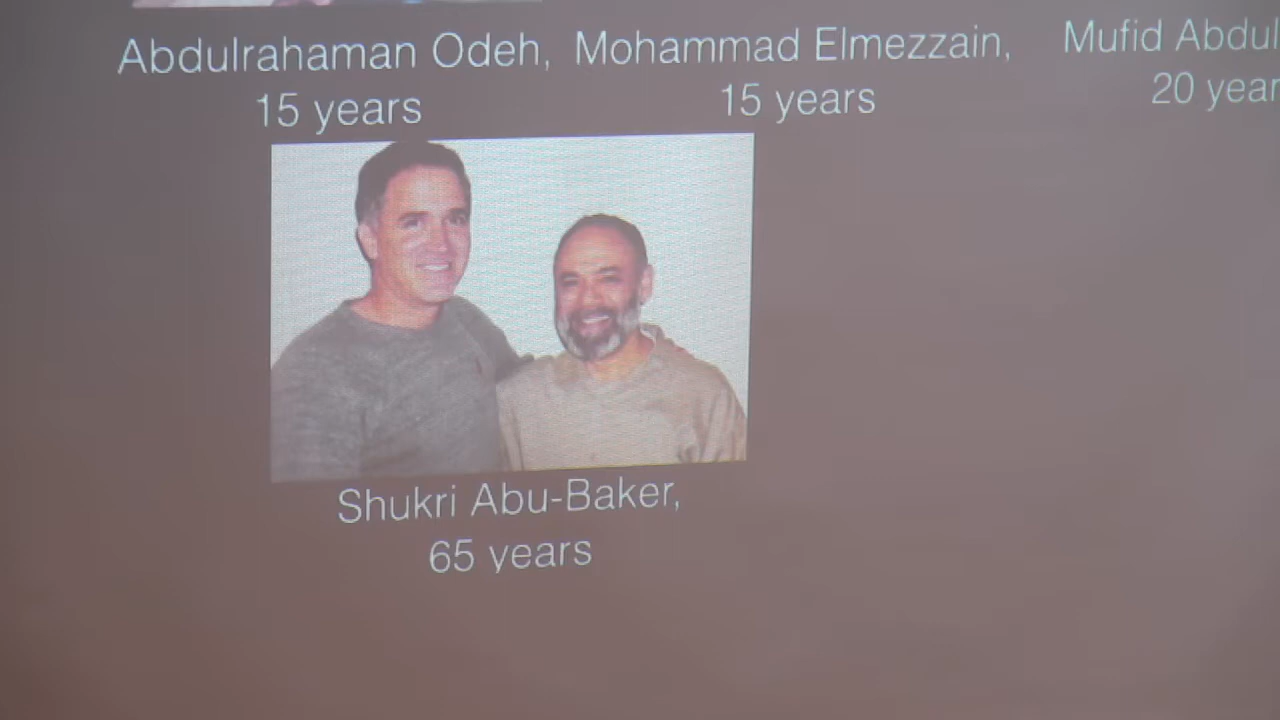 Abdulrahaman Odeh, Mohammad Elmezzain, Mufid Abdul
15 years 15 years 20 year
Shukri Abu-Baker,
65 years